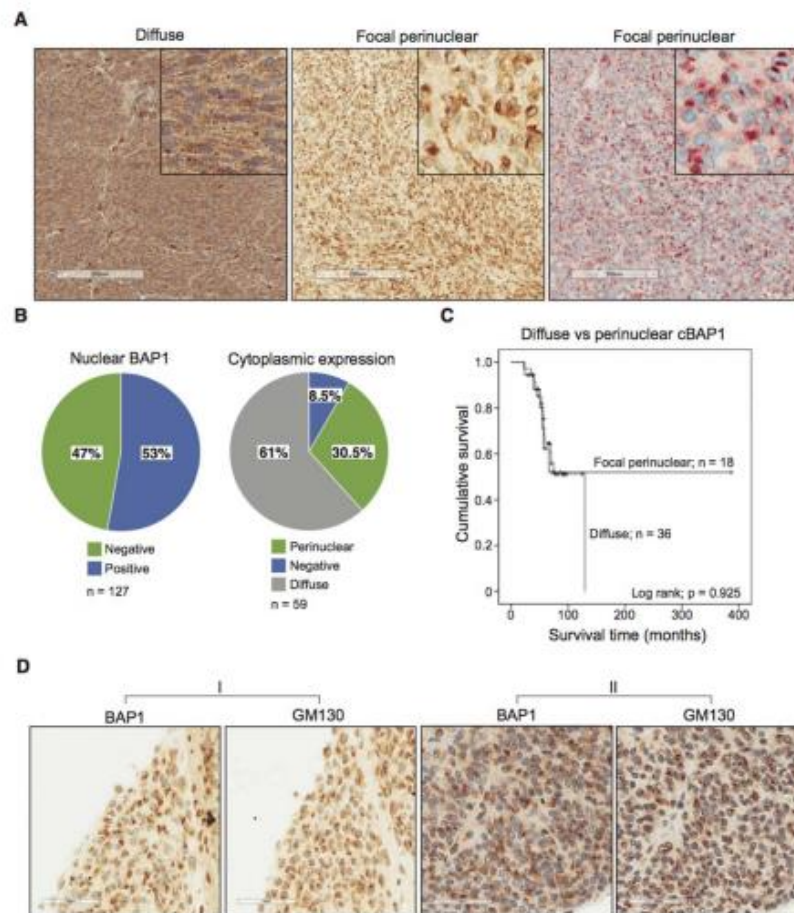 A
Diffuse
Focal perinuclear
Focal perinuclear
B
Nuclear BAP1
47%
53%
Negative
Positive
n = 127
Cytoplasmic expression
8.5%
61%
30.5%
Perinuclear
Negative
Diffuse
n = 59
C
Diffuse vs perinuclear cBAP1
Cumulative survival
1.0
0.8
0.6
0.4
0.2
0
Focal perinuclear; n = 18
Diffuse; n = 36
Log rank; p = 0.925
0
100
200
300
400
Survival time (months)
D
I
BAP1
GM130
II
BAP1
GM130